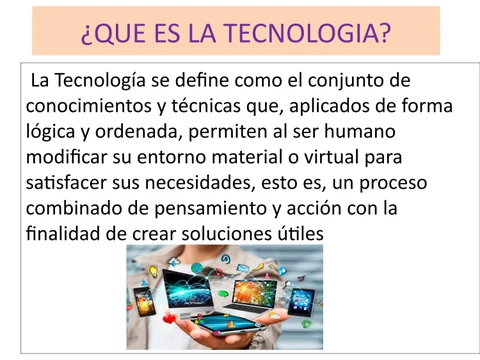 ¿QUE ES LA TECNOLOGIA?
La Tecnología se define como el conjunto de
conocimientos y técnicas que, aplicados de forma
lógica y ordenada, permiten al ser humano
modificar su entorno material o virtual para
satisfacer sus necesidades, esto es, un proceso
combinado de pensamiento y acción con la
finalidad de crear soluciones útiles